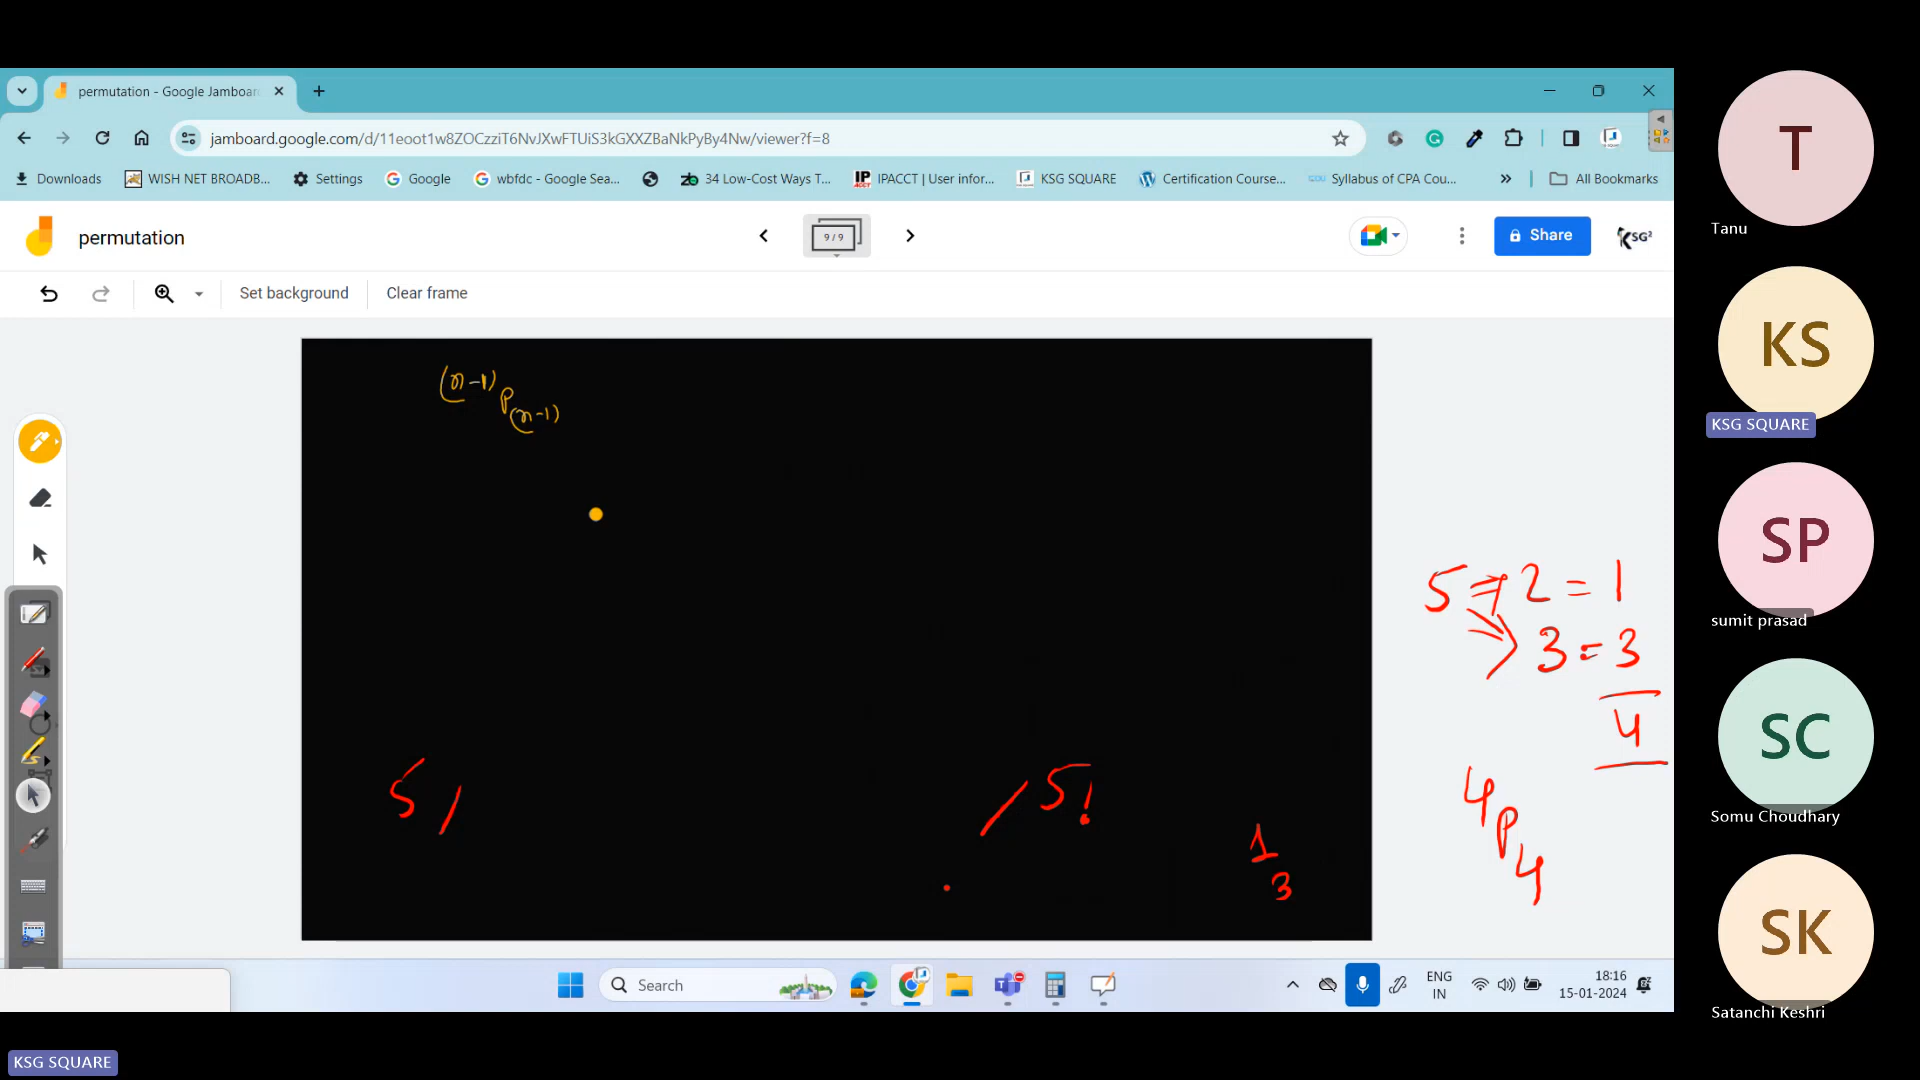 permutation - Google Jamboar
jamboard.google.com/d/11eoot1w8ZOCzziT6NvJXwFTUiS3kGXXZBaNkPyBy4Nw/viewer?f=8
Downloads WISH NET BROADB... Settings Google wbfdc - Google Sea... 34 Low-Cost Ways T... IPACCT | User infor... KSG SQUARE Certification Course... Syllabus of CPA Cou... » All Bookmarks
permutation
9 / 9
Share
KSG²
Set background Clear frame
(n-1)P(n-1)
5 /
/ 5!
1
3
5 ⇒ 2 = 1
3 = 3
4
4P4
Search
ENG
IN
18:16
15-01-2024
T
Tanu
KS
KSG SQUARE
SP
sumit prasad
SC
Somu Choudhary
SK
Satanchi Keshri
KSG SQUARE